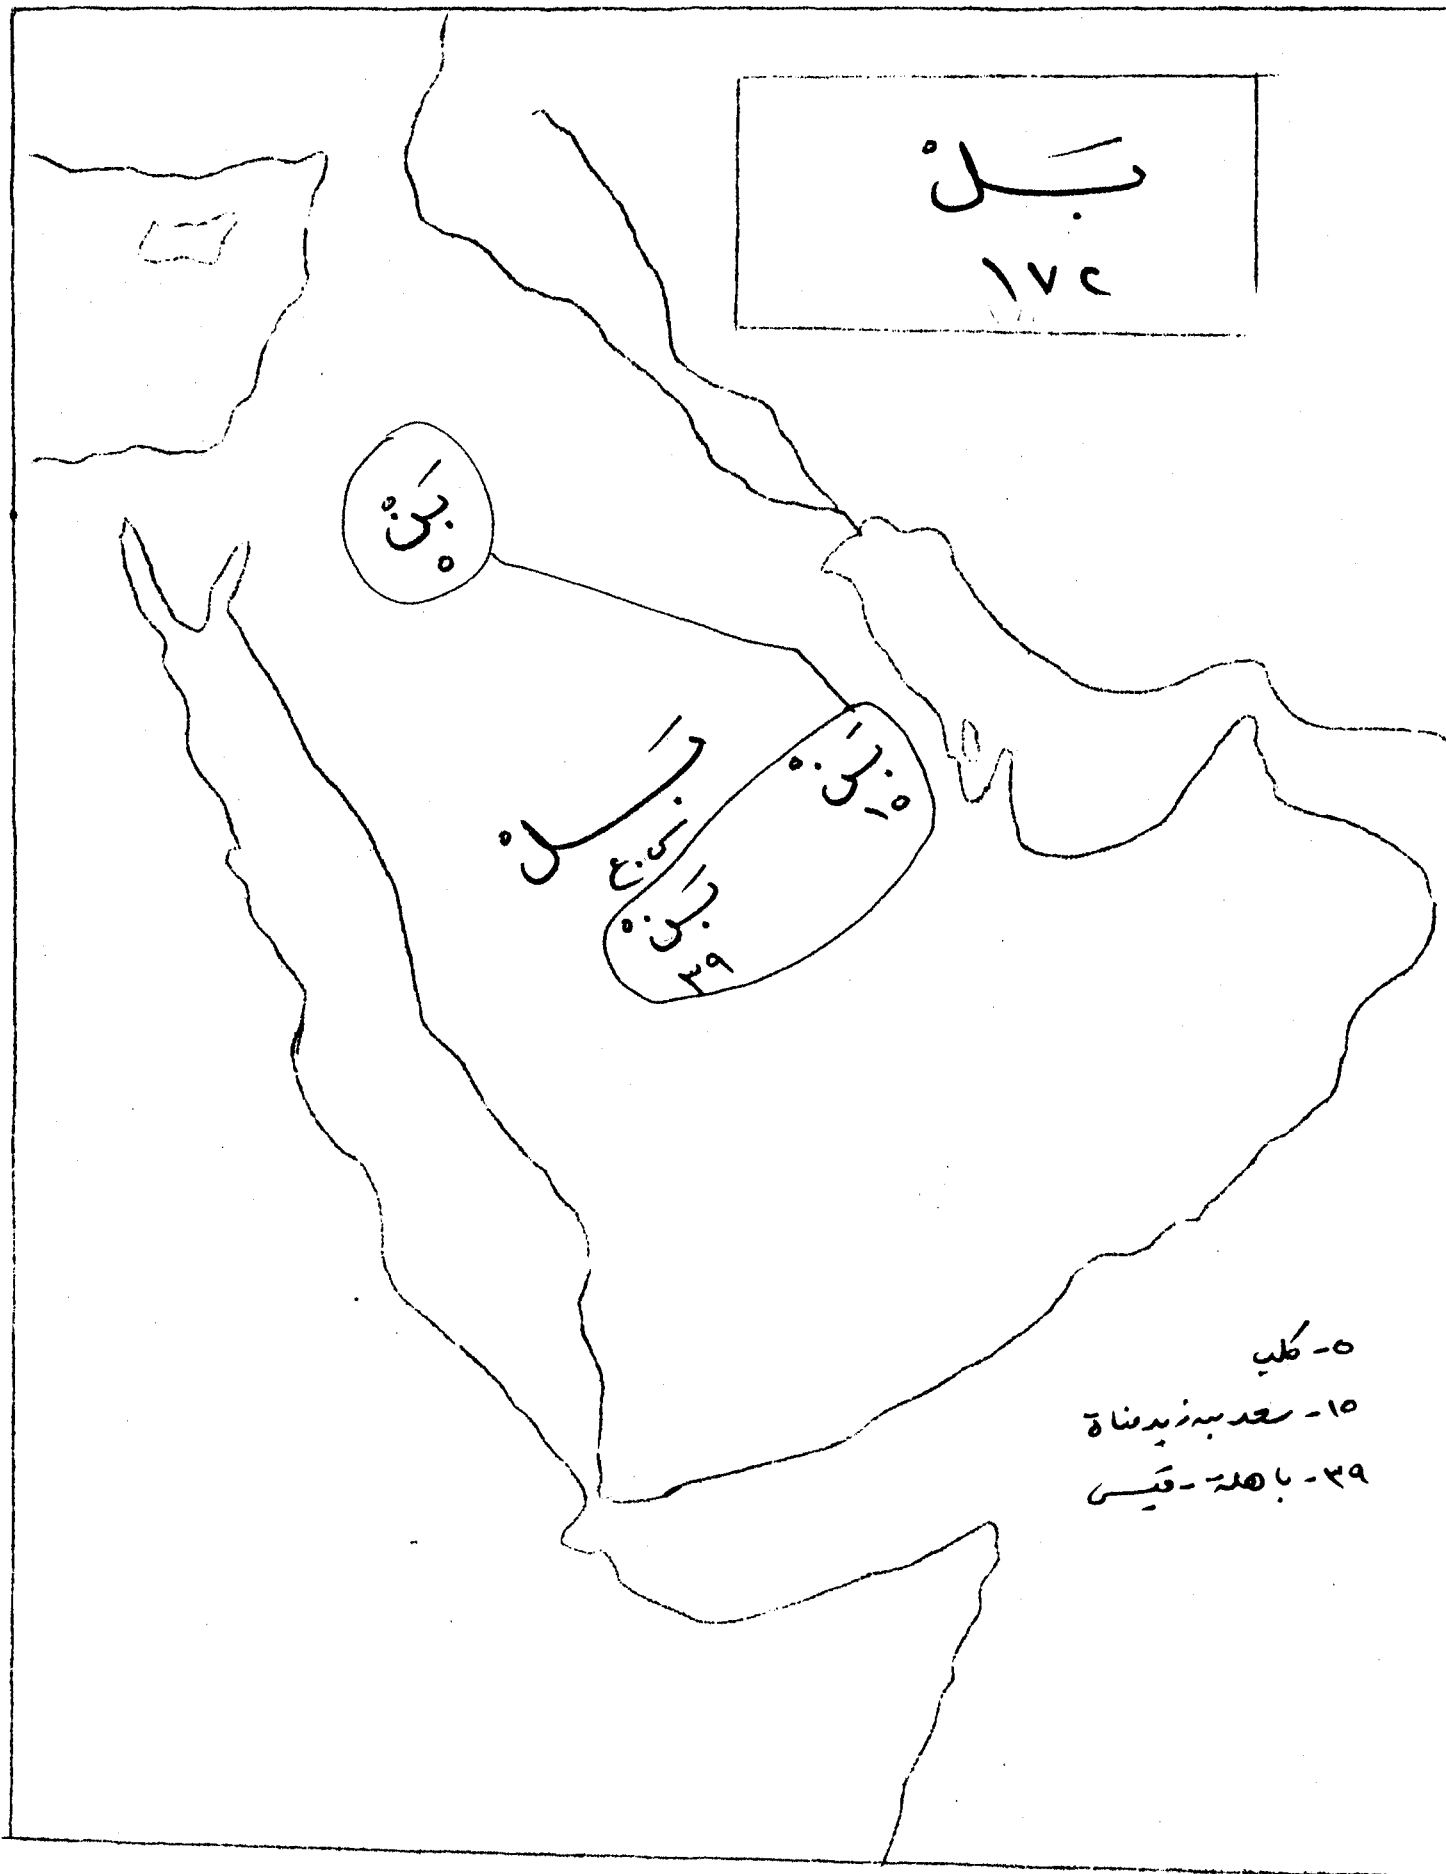 بَلْ
١٧٢
بَنْ
٥
بَنْ
١٥
بَلْ
س.ع
بَنْ
٣٩
٥- كلب
١٥- سعد بن زيد مناة
٣٩- باهلة - قيس